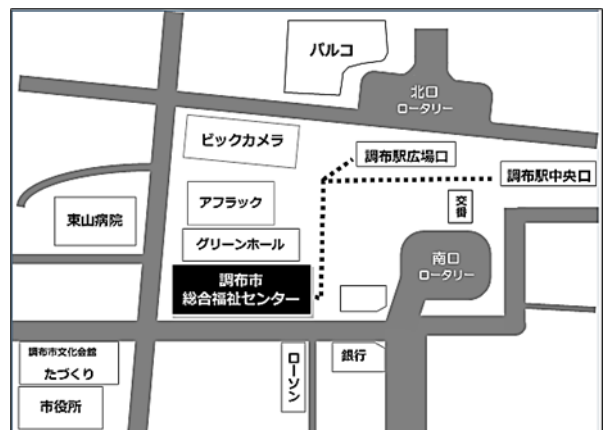 パルコ
北口
ロータリー
ビックカメラ
調布駅広場口
調布駅中央口
アフラック
交番
東山病院
グリーンホール
南口
ロータリー
調布市
総合福祉センター
調布市文化会館
たづくり
ローソン
銀行
市役所